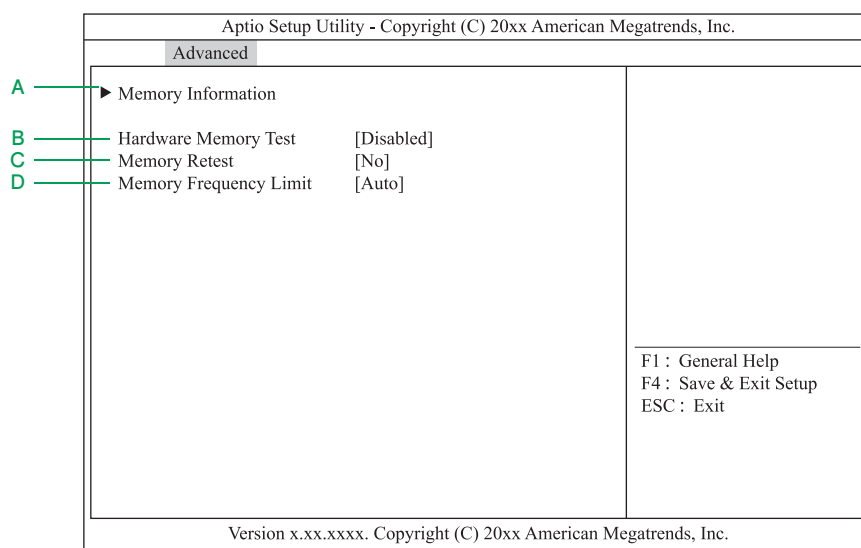 Aptio Setup Utility - Copyright (C) 20xx American Megatrends, Inc.
Advanced
A ▶ Memory Information
B Hardware Memory Test [Disabled]
C Memory Retest [No]
D Memory Frequency Limit [Auto]
F1 : General Help
F4 : Save & Exit Setup
ESC : Exit
Version x.xx.xxxx. Copyright (C) 20xx American Megatrends, Inc.